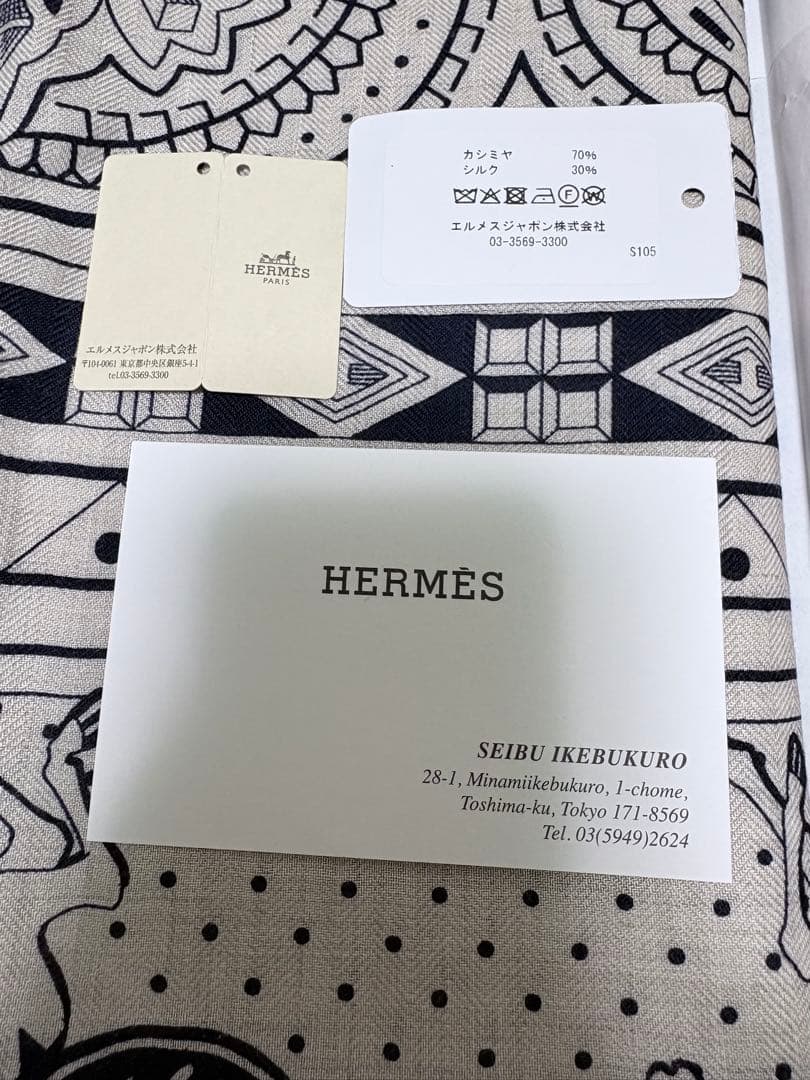 HERMÈS
PARIS
エルメスジャポン株式会社
〒104-0061 東京都中央区銀座5-4-1
tel.03-3569-3300
カシミヤ 70%
シルク 30%
F
W
エルメスジャポン株式会社
03-3569-3300
S105
HERMÈS
SEIBU IKEBUKURO
28-1, Minamiikebukuro, 1-chome,
Toshima-ku, Tokyo 171-8569
Tel. 03(5949)2624